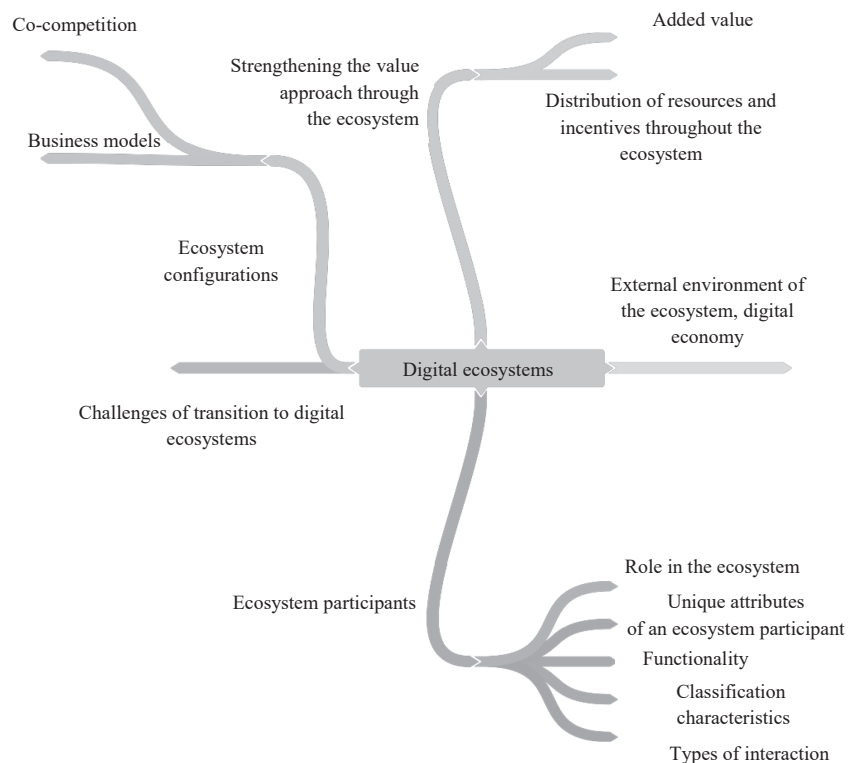 Co-competition
Business models
Ecosystem
configurations
Challenges of transition to digital
ecosystems
Strengthening the value
approach through
the ecosystem
Added value
Distribution of resources and
incentives throughout the
ecosystem
External environment of
the ecosystem, digital
economy
Digital ecosystems
Ecosystem participants
Role in the ecosystem
Unique attributes
of an ecosystem participant
Functionality
Classification
characteristics
Types of interaction